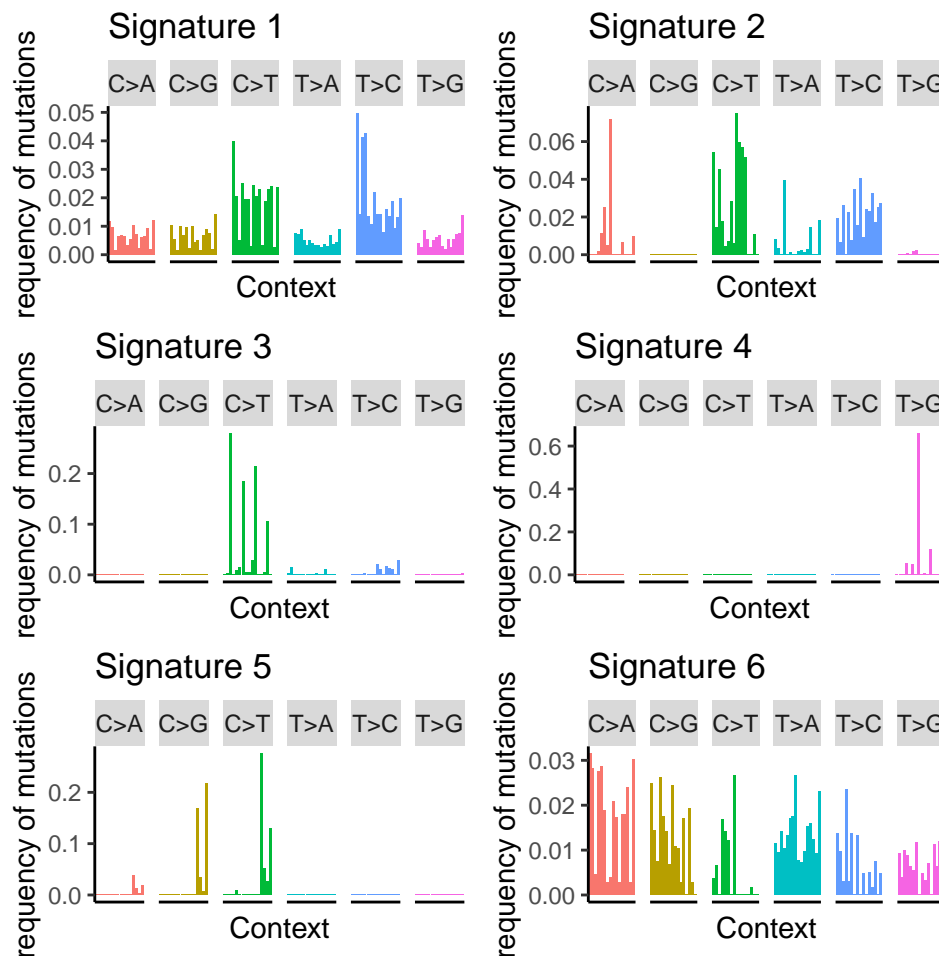 Signature 1
C>A C>G C>T T>A T>C T>G
requency of mutations
0.05
0.04
0.03
0.02
0.01
0.00
Context
Signature 2
C>A C>G C>T T>A T>C T>G
requency of mutations
0.06
0.04
0.02
0.00
Context
Signature 3
C>A C>G C>T T>A T>C T>G
requency of mutations
0.2
0.1
0.0
Context
Signature 4
C>A C>G C>T T>A T>C T>G
requency of mutations
0.6
0.4
0.2
0.0
Context
Signature 5
C>A C>G C>T T>A T>C T>G
requency of mutations
0.2
0.1
0.0
Context
Signature 6
C>A C>G C>T T>A T>C T>G
requency of mutations
0.03
0.02
0.01
0.00
Context